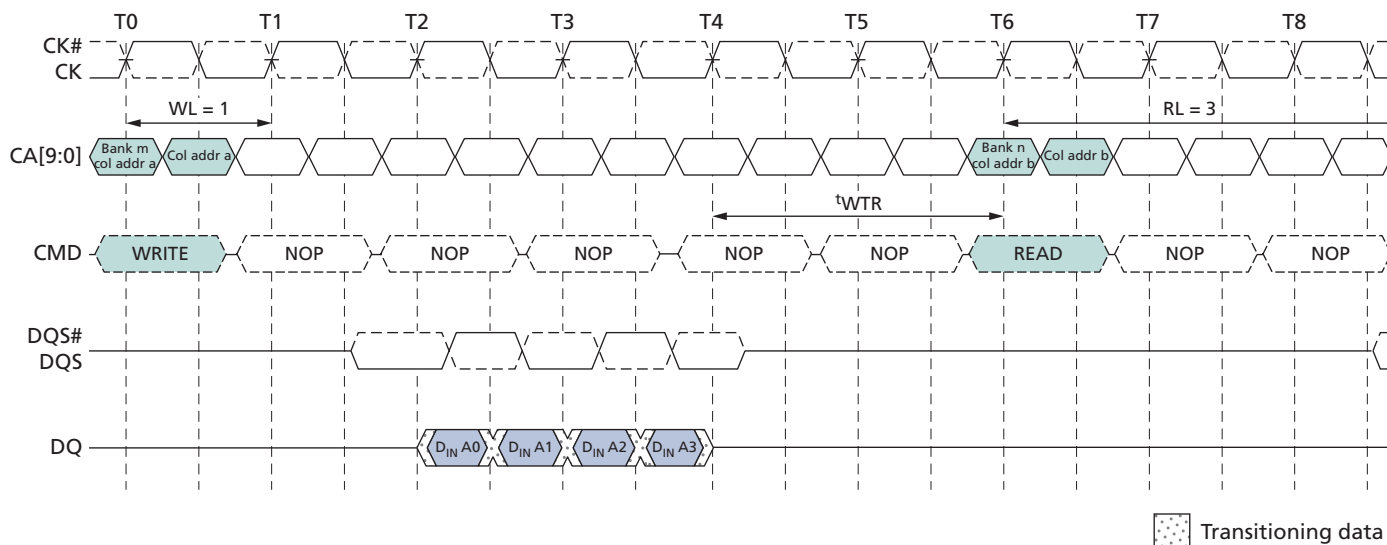 T0 T1 T2 T3 T4 T5 T6 T7 T8
CK#
CK
WL = 1
RL = 3
CA[9:0]
Bank m
col addr a
Col addr a
Bank n
col addr b
Col addr b
tWTR
CMD WRITE NOP NOP NOP NOP NOP READ NOP NOP
DQS#
DQS
DQ DIN A0 DIN A1 DIN A2 DIN A3
Transitioning data